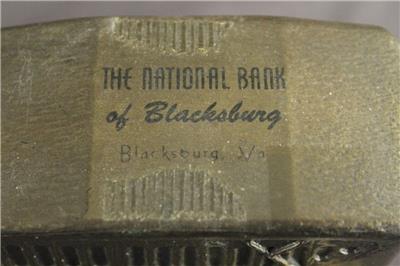 THE NATIONAL BANK
of Blacksburg
Blacksburg, Va